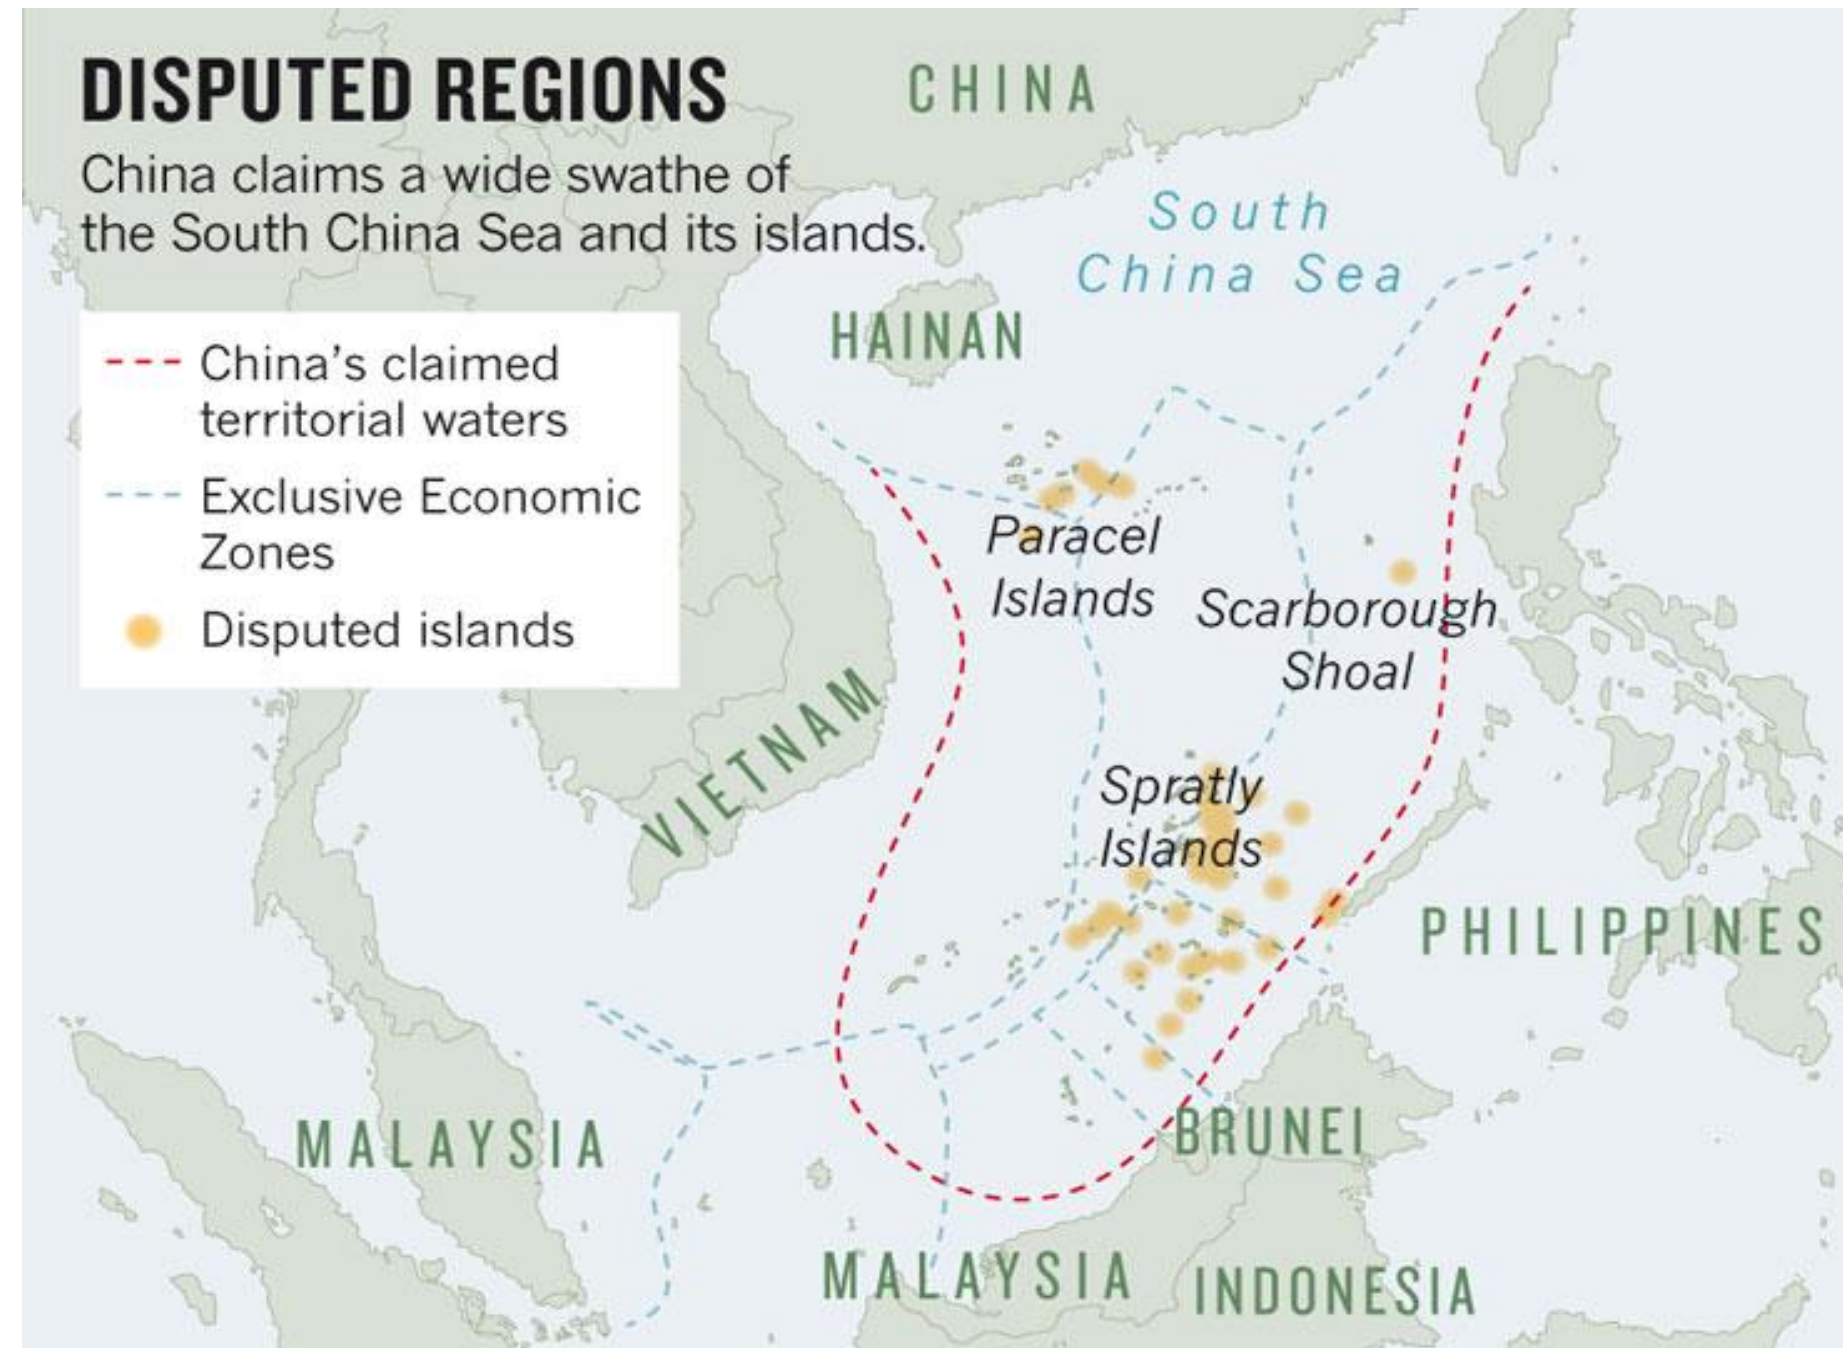 DISPUTED REGIONS
China claims a wide swathe of
the South China Sea and its islands.
China's claimed
territorial waters
Exclusive Economic
Zones
Disputed islands
CHINA
South
China Sea
HAINAN
Paracel
Islands
Scarborough
Shoal
VIETNAM
Spratly
Islands
PHILIPPINES
MALAYSIA
BRUNEI
MALAYSIA
INDONESIA